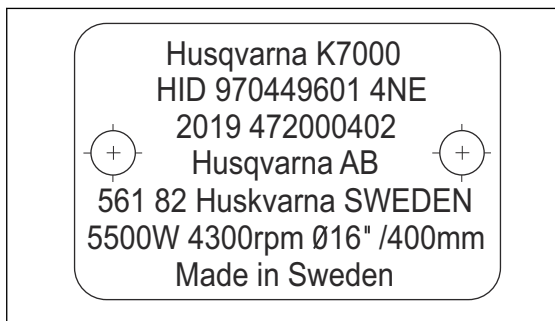 Husqvarna K7000
HID 970449601 4NE
2019 472000402
Husqvarna AB
561 82 Huskvarna SWEDEN
5500W 4300rpm Ø16" /400mm
Made in Sweden